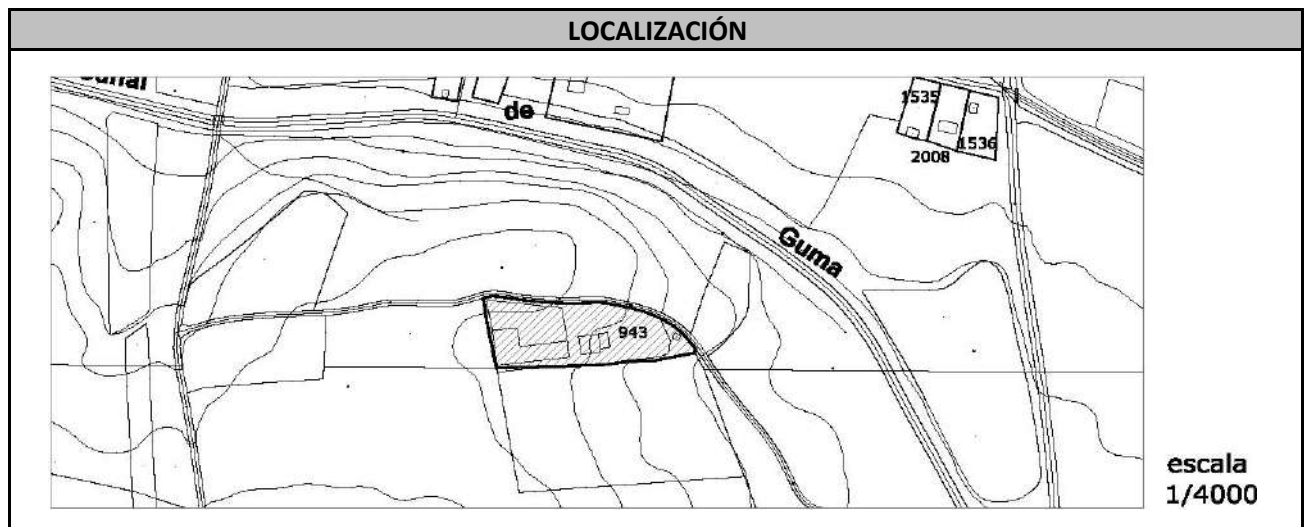 LOCALIZACIÓN
de
1535
1536
2008
Guma
943
escala
1/4000